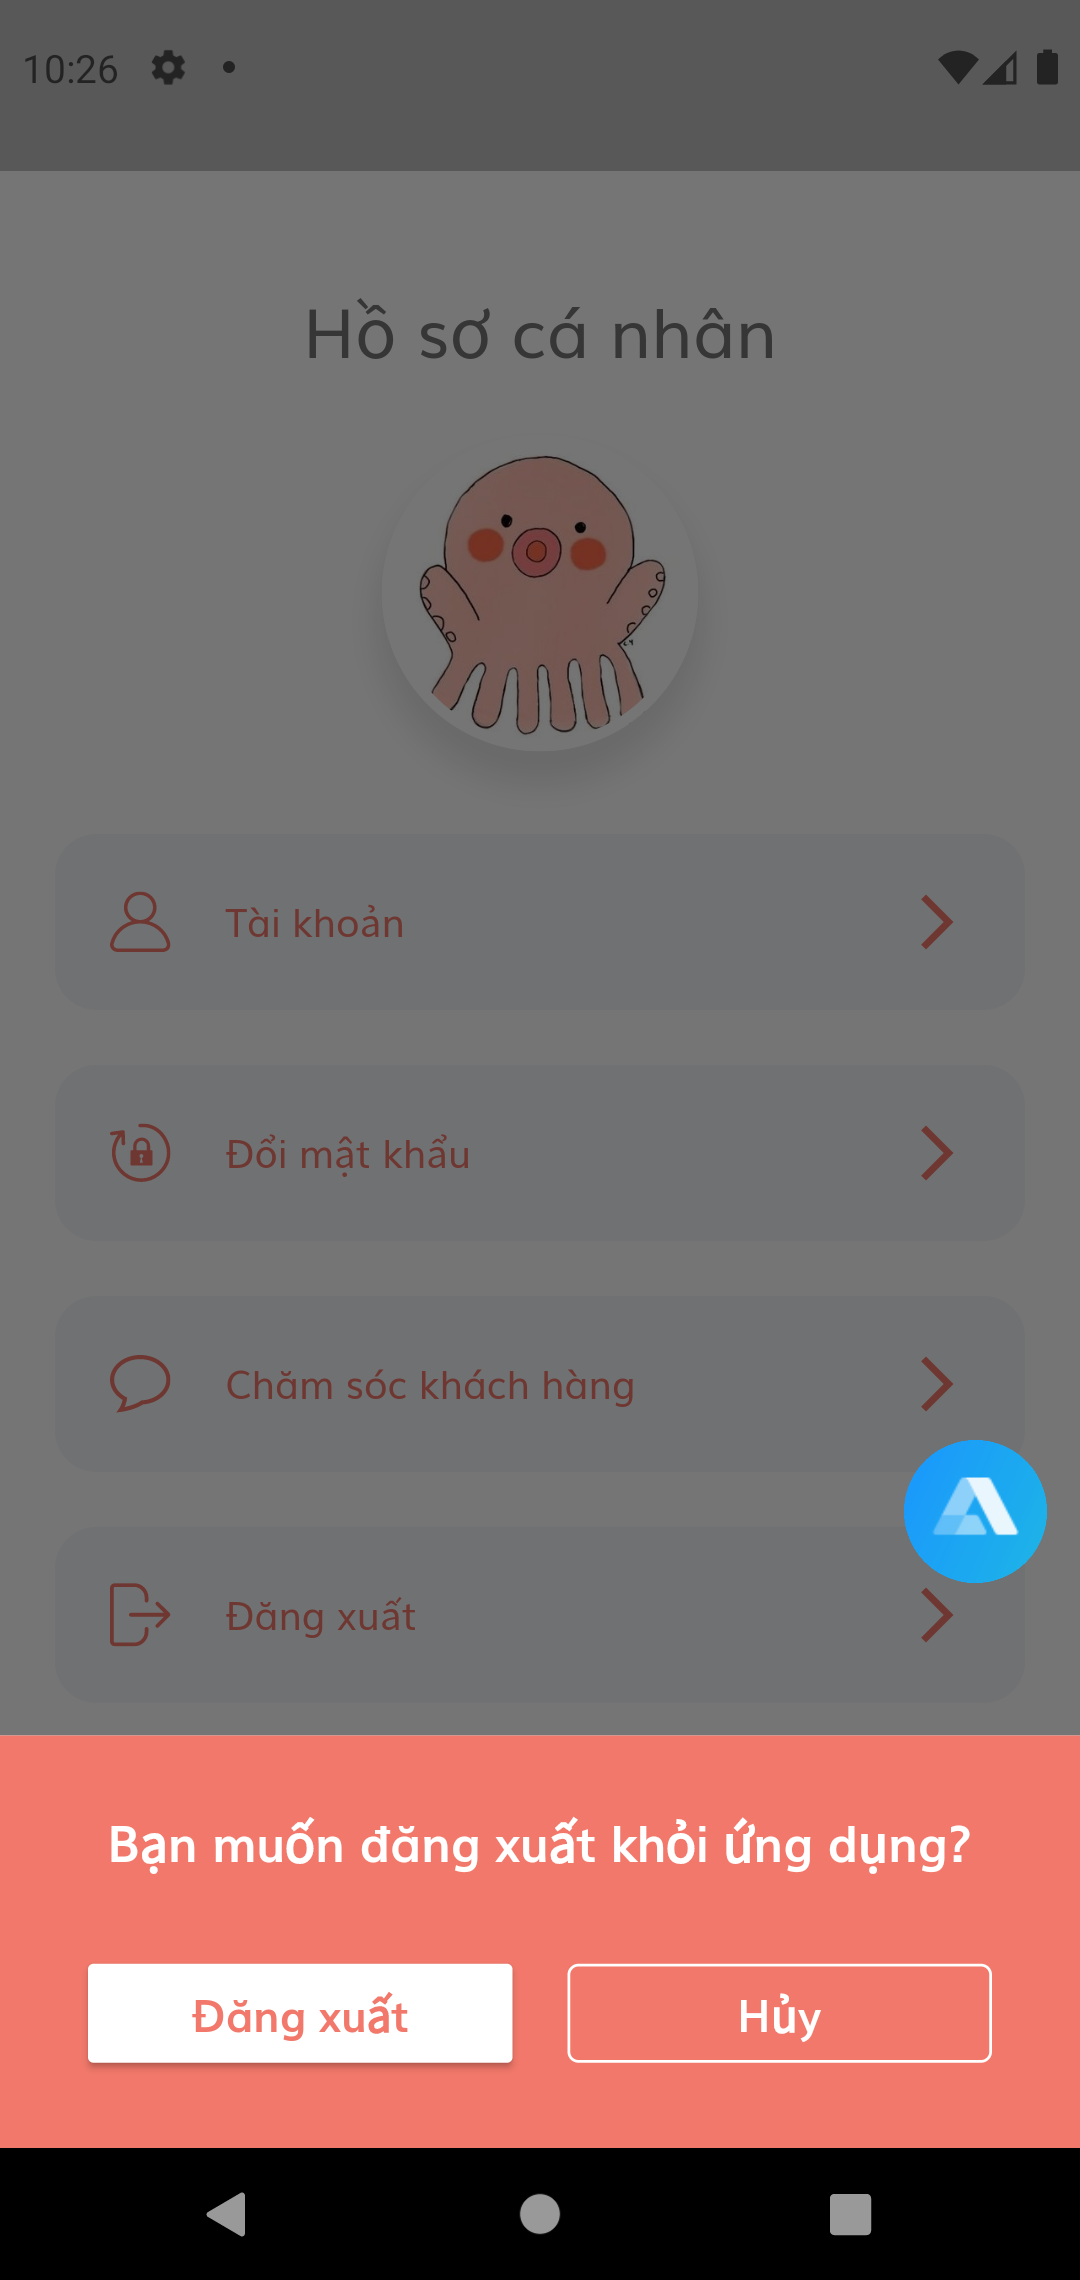 10:26
Hồ sơ cá nhân
Tài khoản
Đổi mật khẩu
Chăm sóc khách hàng
Đăng xuất
Bạn muốn đăng xuất khỏi ứng dụng?
Đăng xuất
Hủy